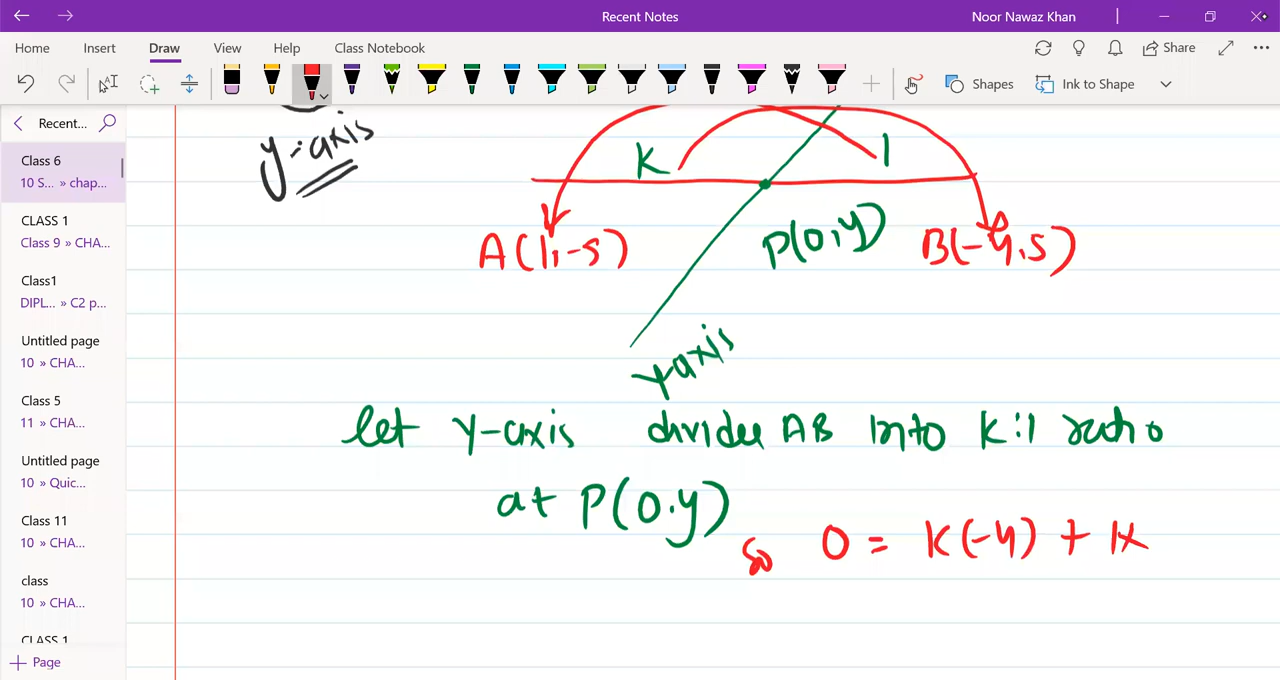 Recent Notes
Noor Nawaz Khan
Home Insert Draw View Help Class Notebook
Share
Shapes
Ink to Shape
Recent...
Class 6
10 S... » chap...
CLASS 1
Class 9 » CHA...
Class1
DIPL... » C2 p...
Untitled page
10 » CHA...
Class 5
11 » CHA...
Untitled page
10 » Quic...
Class 11
10 » CHA...
class
10 » CHA...
CLASS 1
Page
y-axis
K 1
A(1,-5) P(0,y) B(-4,5)
Y-axis
let Y-axis divides AB into K:1 ratio
at P(0,y)
so 0 = K(-4) + 1x